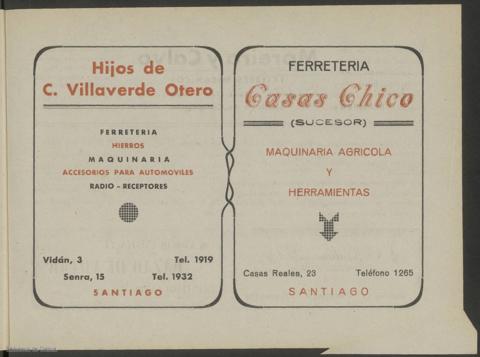 Hijos de
C. Villaverde Otero
FERRETERIA
HIERROS
MAQUINARIA
ACCESORIOS PARA AUTOMOVILES
RADIO - RECEPTORES
Vidán, 3 Tel. 1919
Senra, 15 Tel. 1932
SANTIAGO
FERRETERIA
Casas Chico
(SUCESOR)
MAQUINARIA AGRICOLA
Y
HERRAMIENTAS
Casas Reales, 23 Teléfono 1265
SANTIAGO